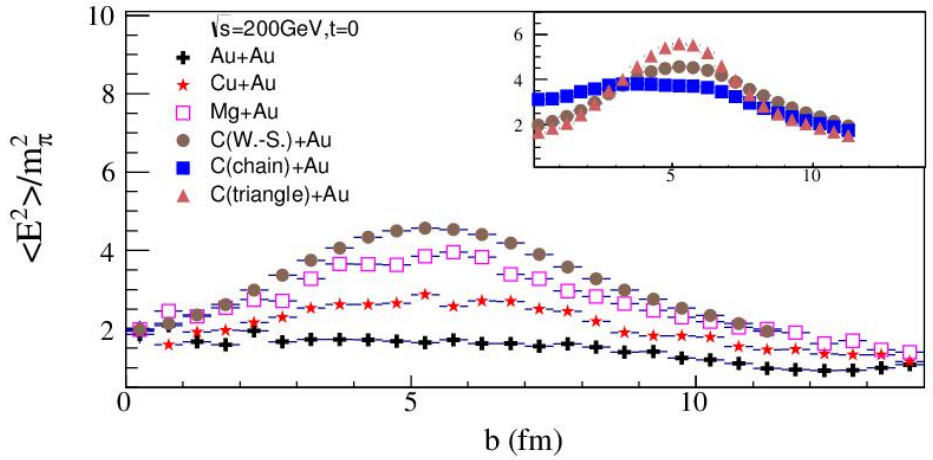 10
8
6
4
2
0
5
10
<E²>/m²π
b (fm)
√s=200GeV,t=0
Au+Au
Cu+Au
Mg+Au
C(W.-S.)+Au
C(chain)+Au
C(triangle)+Au
6
4
2
5
10